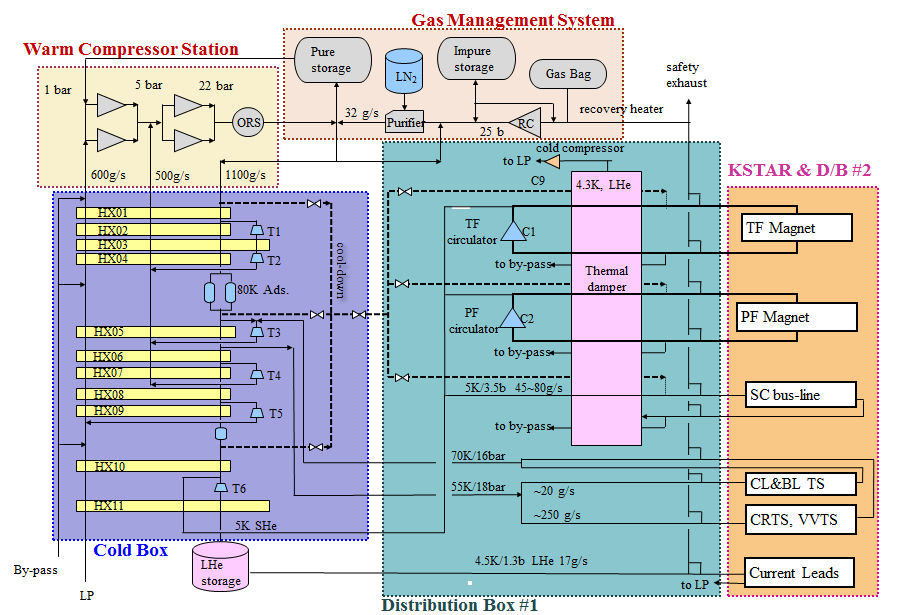 Gas Management System
Warm Compressor Station
Pure
storage
LN2
Impure
storage
Gas Bag
safety
exhaust
1 bar
5 bar
22 bar
ORS
32 g/s
Purifier
25 b
RC
recovery heater
cold compressor
to LP
600g/s
500g/s
1100g/s
C9
4.3K, LHe
KSTAR & D/B #2
HX01
HX02
T1
HX03
HX04
T2
cool-down
80K Ads.
TF
circulator
C1
to by-pass
TF Magnet
Thermal
damper
PF
circulator
C2
to by-pass
PF Magnet
HX05
T3
HX06
HX07
T4
HX08
HX09
T5
5K/3.5b 45~80g/s
SC bus-line
to by-pass
HX10
70K/16bar
T6
55K/18bar
~20 g/s
CL&BL TS
HX11
~250 g/s
CRTS, VVTS
5K SHe
Cold Box
LHe
storage
4.5K/1.3b LHe 17g/s
Current Leads
to LP
By-pass
LP
Distribution Box #1